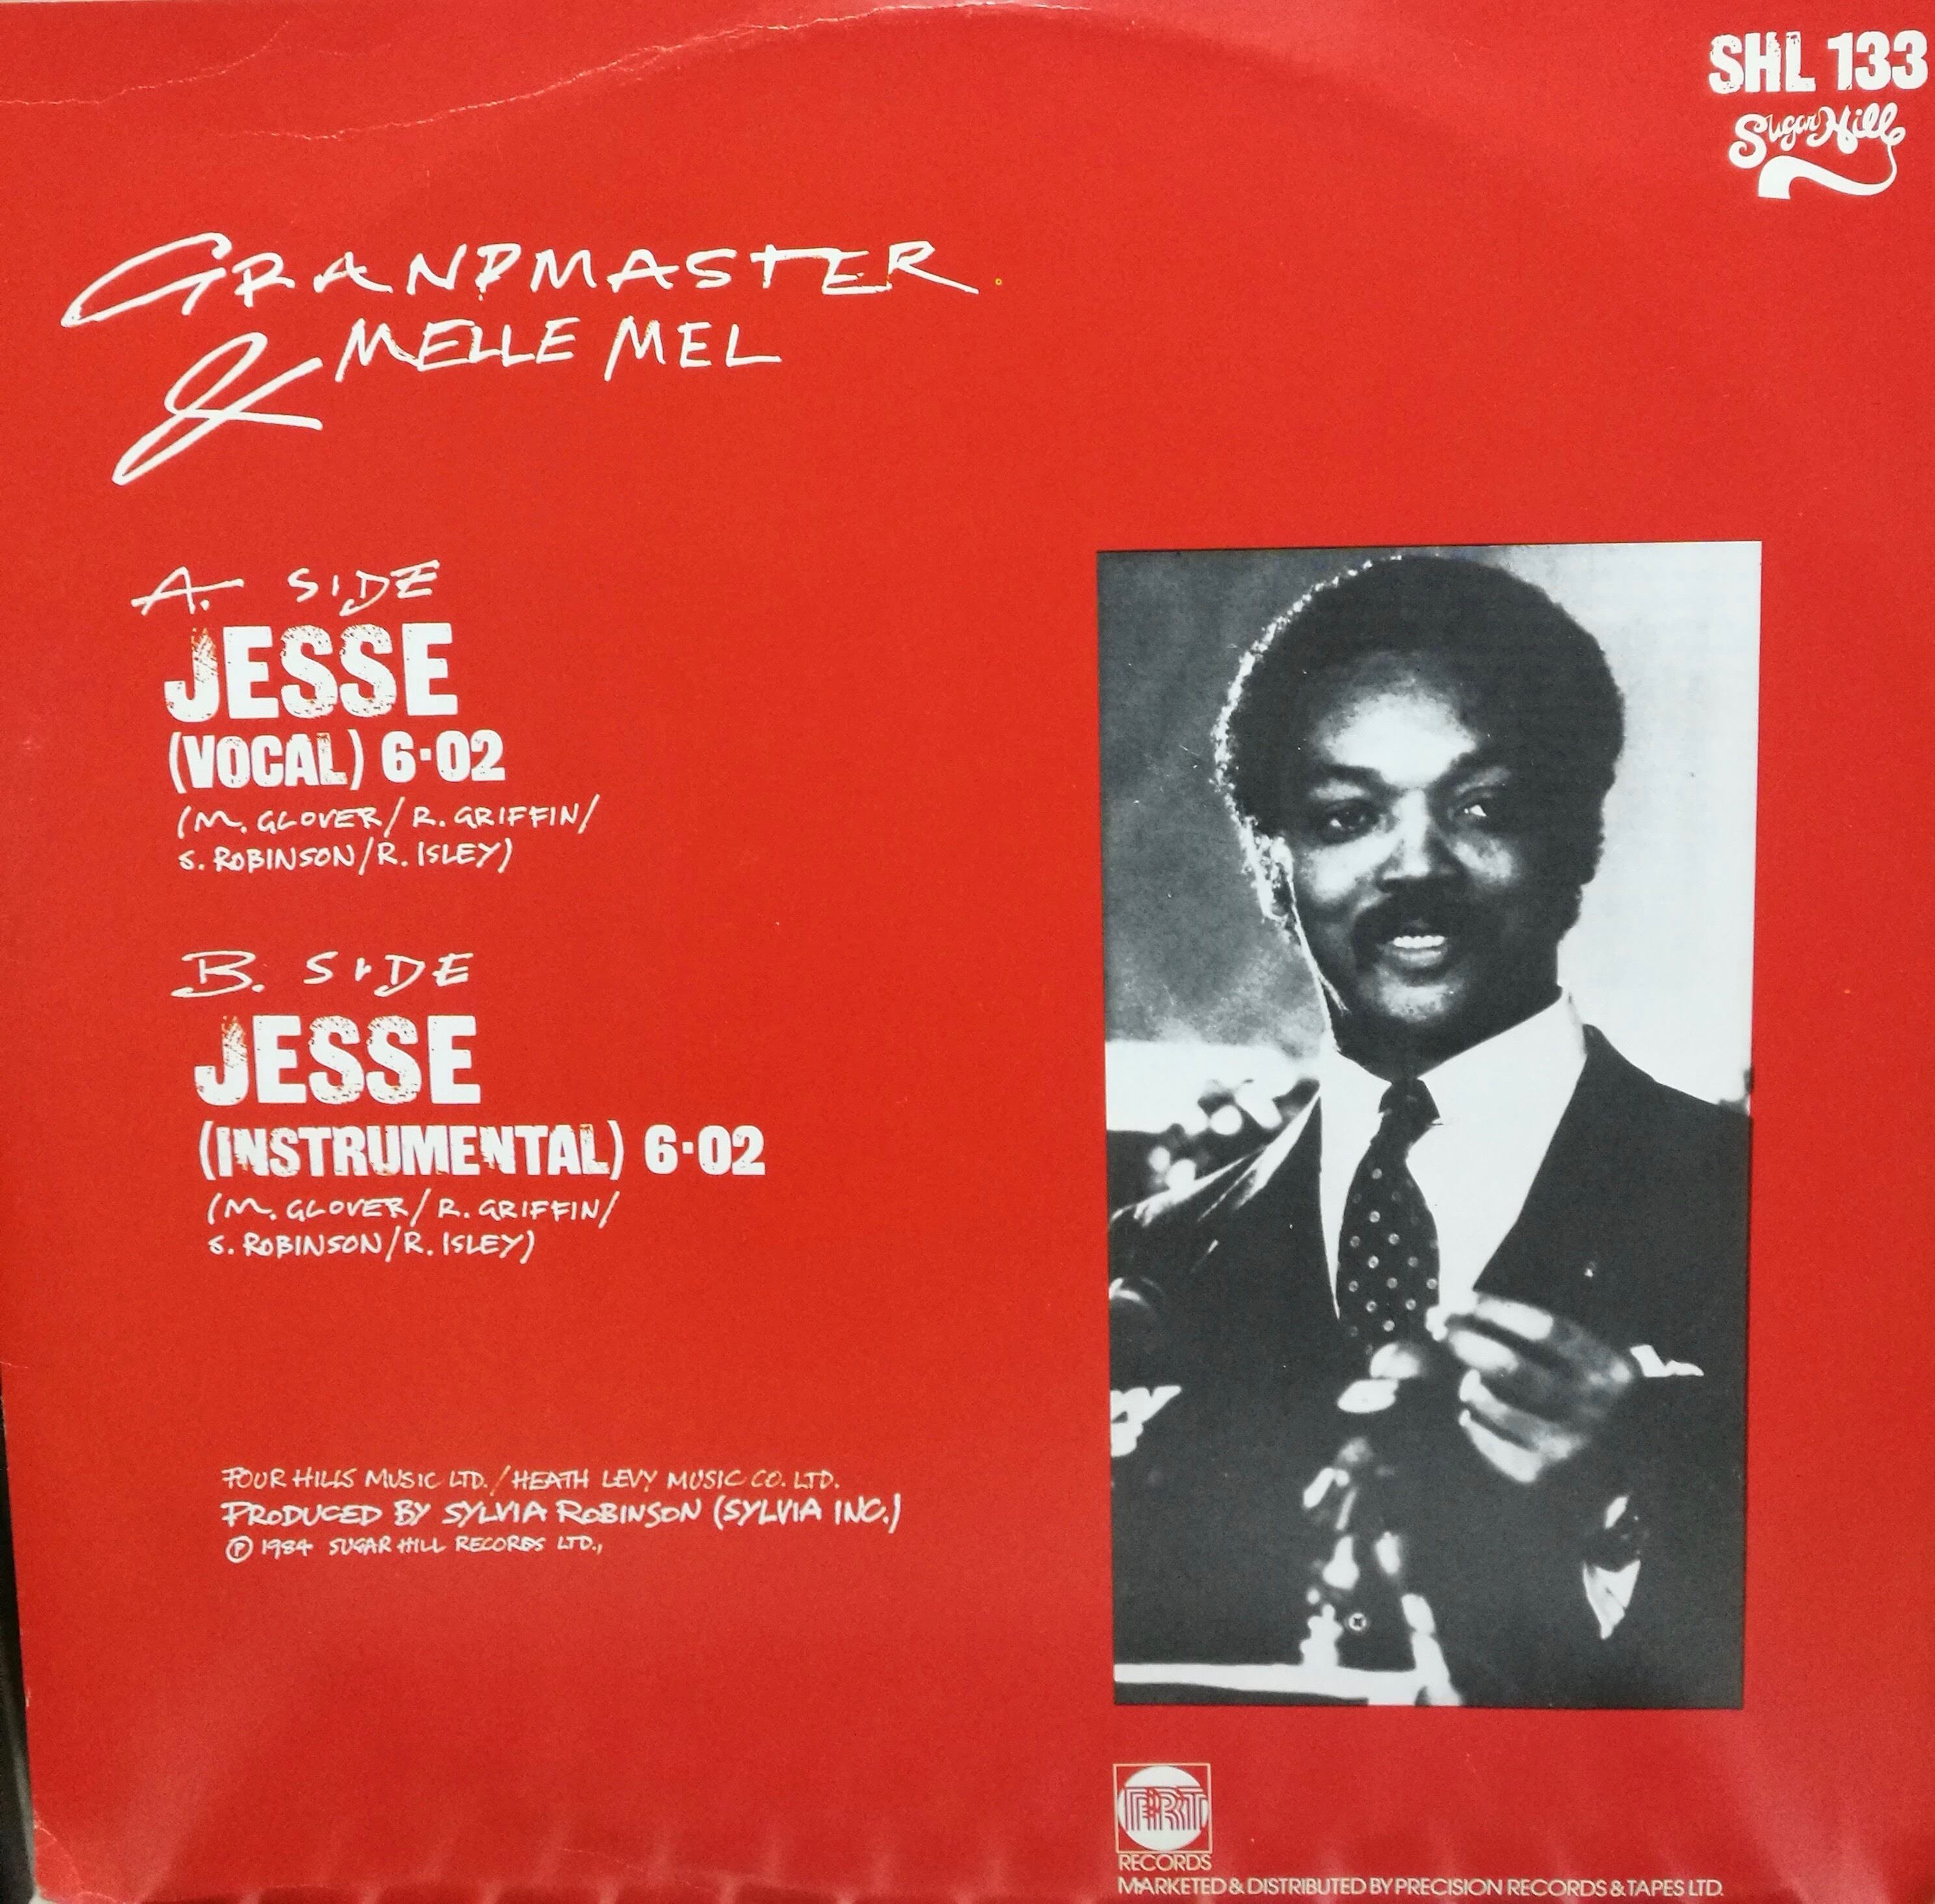 SHL 133
Sugar Hill
GRANDMASTER
& MELLE MEL
A. SIDE
JESSE
(VOCAL) 6·02
(M. GLOVER/R. GRIFFIN/
S. ROBINSON/R. ISLEY)
B. SIDE
JESSE
(INSTRUMENTAL) 6·02
(M. GLOVER/R. GRIFFIN/
S. ROBINSON/R. ISLEY)
FOUR HILLS MUSIC LTD./HEATH LEVY MUSIC CO. LTD.
PRODUCED BY SYLVIA ROBINSON (SYLVIA INC.)
Ⓟ 1984 SUGAR HILL RECORDS LTD.,
PRT
RECORDS
MARKETED & DISTRIBUTED BY PRECISION RECORDS & TAPES LTD.